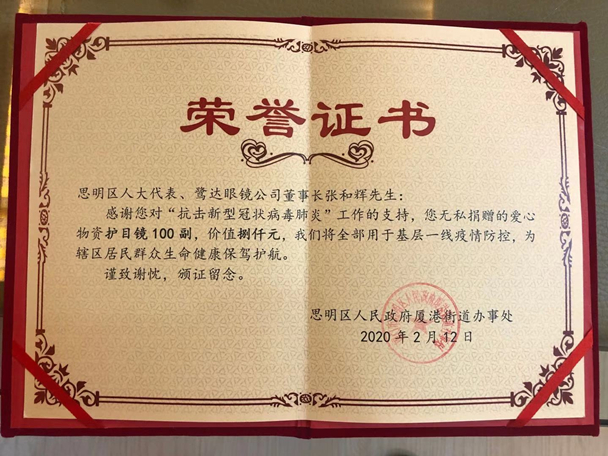 荣誉证书
思明区人大代表、鹭达眼镜公司董事长张和辉先生：
感谢您对“抗击新型冠状病毒肺炎”工作的支持，您无私捐赠的爱心
物资护目镜100副，价值捌仟元，我们将全部用于基层一线疫情防控，为
辖区居民群众生命健康保驾护航。
谨致谢忱，颁证留念。
思明区人民政府厦港街道办事处
2020年2月12日